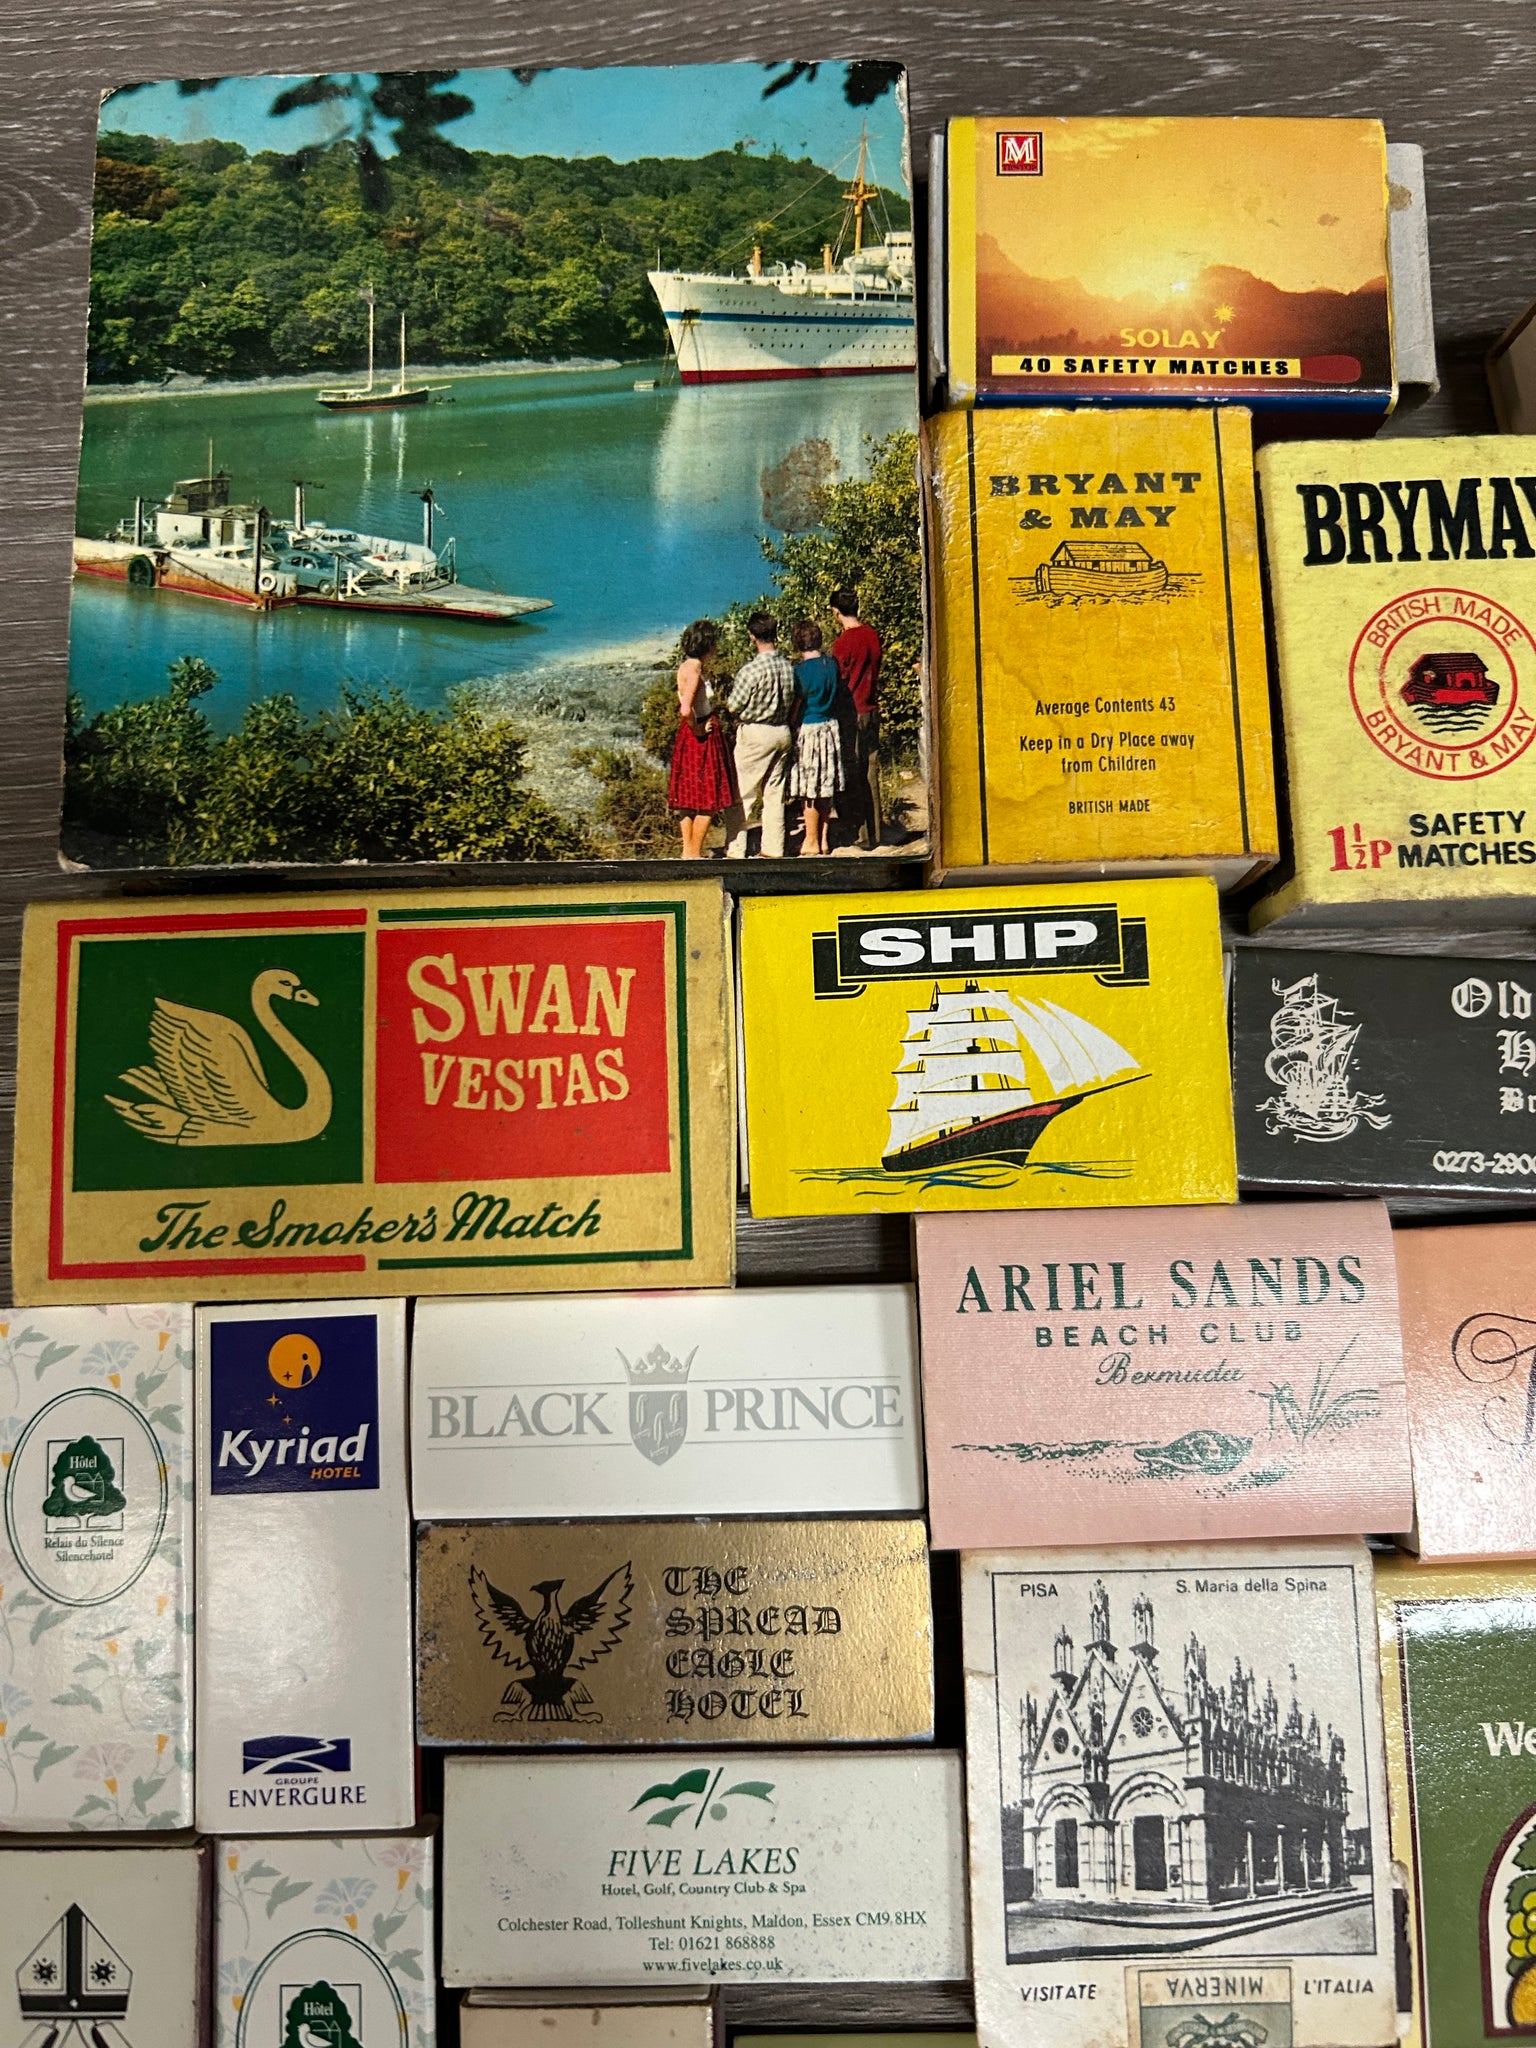 M
SOLAY
40 SAFETY MATCHES
BRYANT
& MAY
Average Contents 43
Keep in a Dry Place away
from Children
BRITISH MADE
BRYMAY
BRITISH MADE
BRYANT & MAY
1½P SAFETY
MATCHES
K F
SWAN
VESTAS
The Smoker's Match
SHIP
Old
H
Br
0273-290
ARIEL SANDS
BEACH CLUB
Bermuda
Hôtel
Relais du Silence
Silencehotel
Kyriad
HOTEL
GROUPE
ENVERGURE
BLACK PRINCE
THE
SPREAD
EAGLE
HOTEL
FIVE LAKES
Hotel, Golf, Country Club & Spa
Colchester Road, Tolleshunt Knights, Maldon, Essex CM9 8HX
Tel: 01621 868888
www.fivelakes.co.uk
PISA S. Maria della Spina
VISITATE L'ITALIA
MINERVA
We
Hôtel